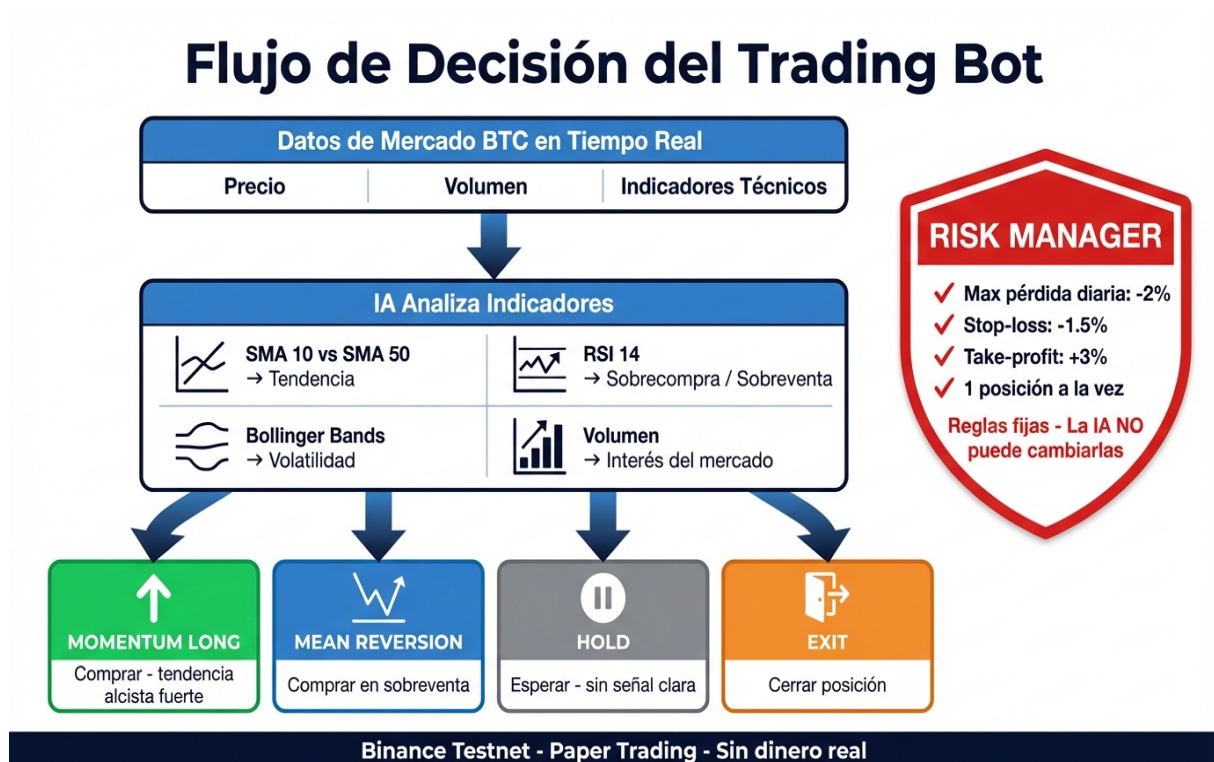 Flujo de Decisión del Trading Bot
Datos de Mercado BTC en Tiempo Real
Precio
Volumen
Indicadores Técnicos
IA Analiza Indicadores
SMA 10 vs SMA 50
→ Tendencia
RSI 14
→ Sobrecompra / Sobreventa
Bollinger Bands
→ Volatilidad
Volumen
→ Interés del mercado
MOMENTUM LONG
Comprar - tendencia
alcista fuerte
MEAN REVERSION
Comprar en sobreventa
HOLD
Esperar - sin señal clara
EXIT
Cerrar posición
RISK MANAGER
Max pérdida diaria: -2%
Stop-loss: -1.5%
Take-profit: +3%
1 posición a la vez
Reglas fijas - La IA NO
puede cambiarlas
Binance Testnet - Paper Trading - Sin dinero real